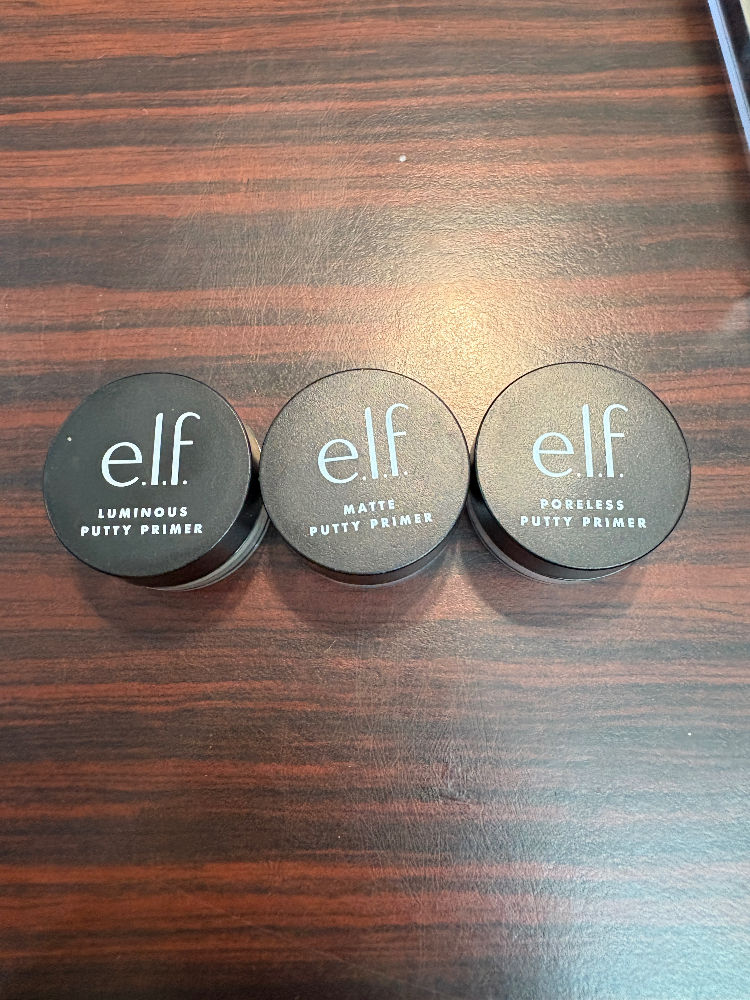 e.l.f.
LUMINOUS
PUTTY PRIMER
e.l.f.
MATTE
PUTTY PRIMER
e.l.f.
PORELESS
PUTTY PRIMER